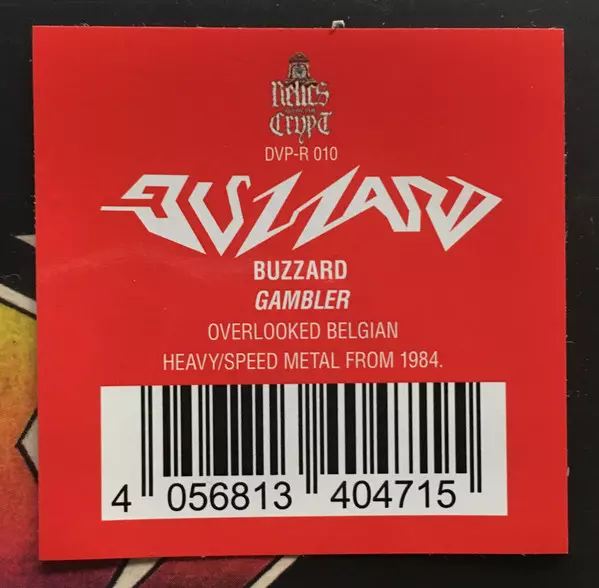 Relics
from the
Crypt
DVP-R 010
BUZZARD
BUZZARD
GAMBLER
OVERLOOKED BELGIAN
HEAVY/SPEED METAL FROM 1984.
4 056813 404715